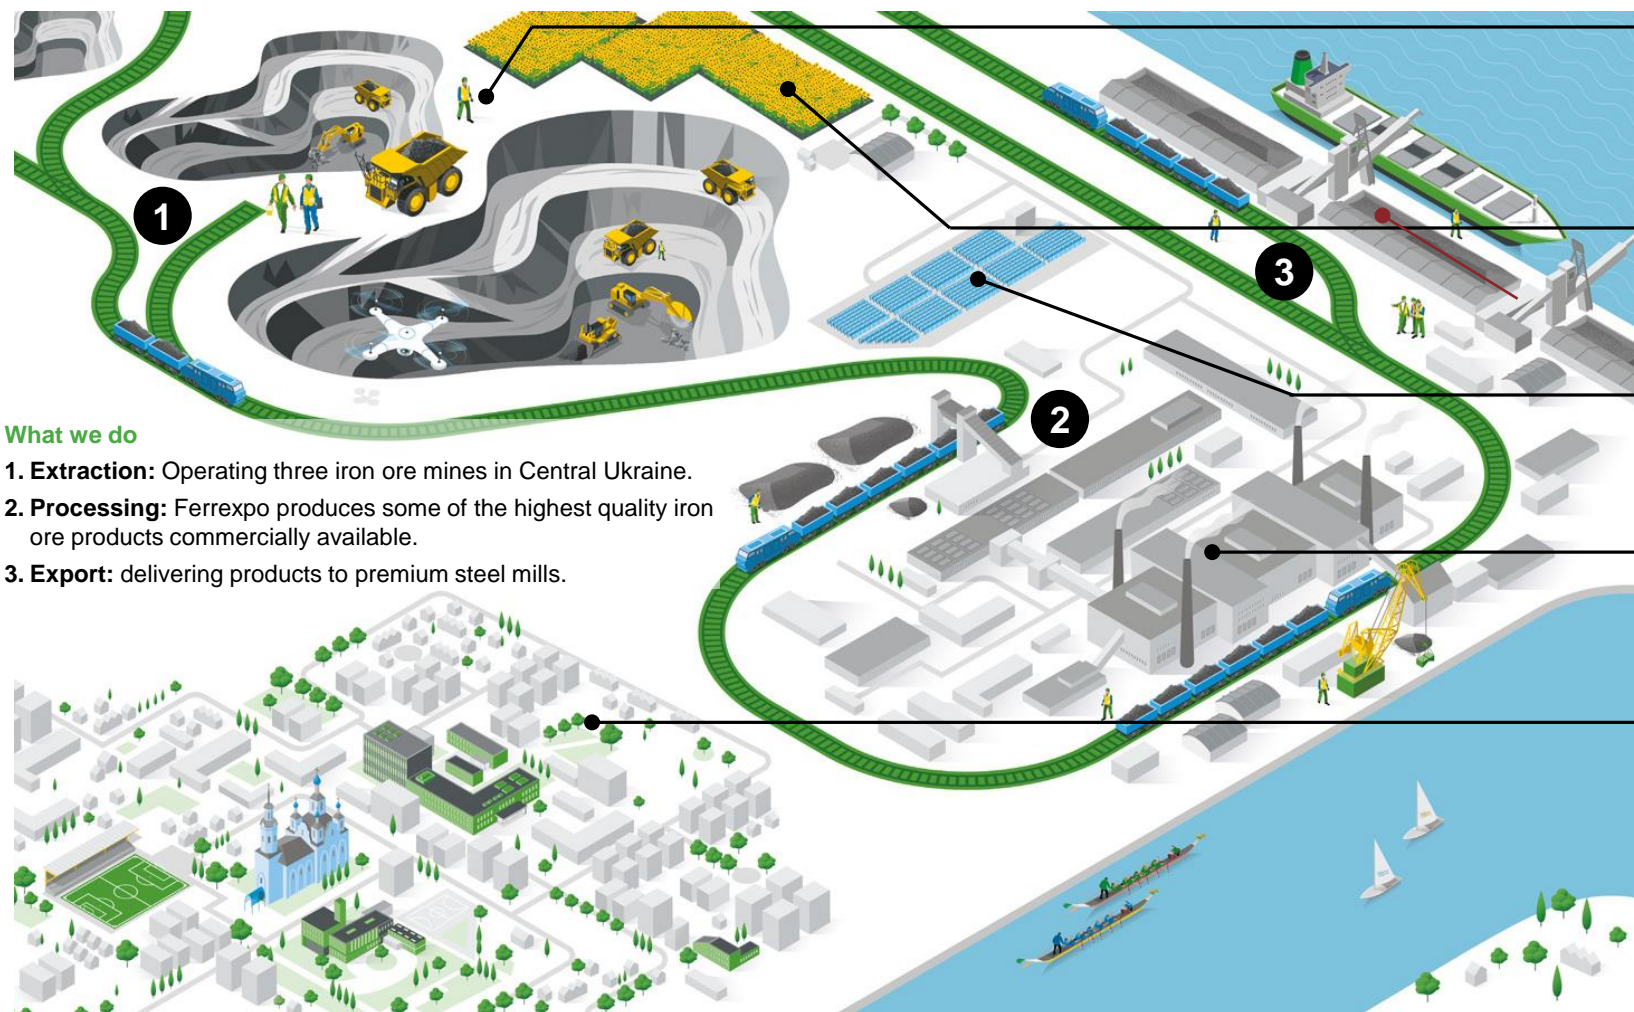 1
3
2
What we do
1. Extraction: Operating three iron ore mines in Central Ukraine.
2. Processing: Ferrexpo produces some of the highest quality iron
ore products commercially available.
3. Export: delivering products to premium steel mills.